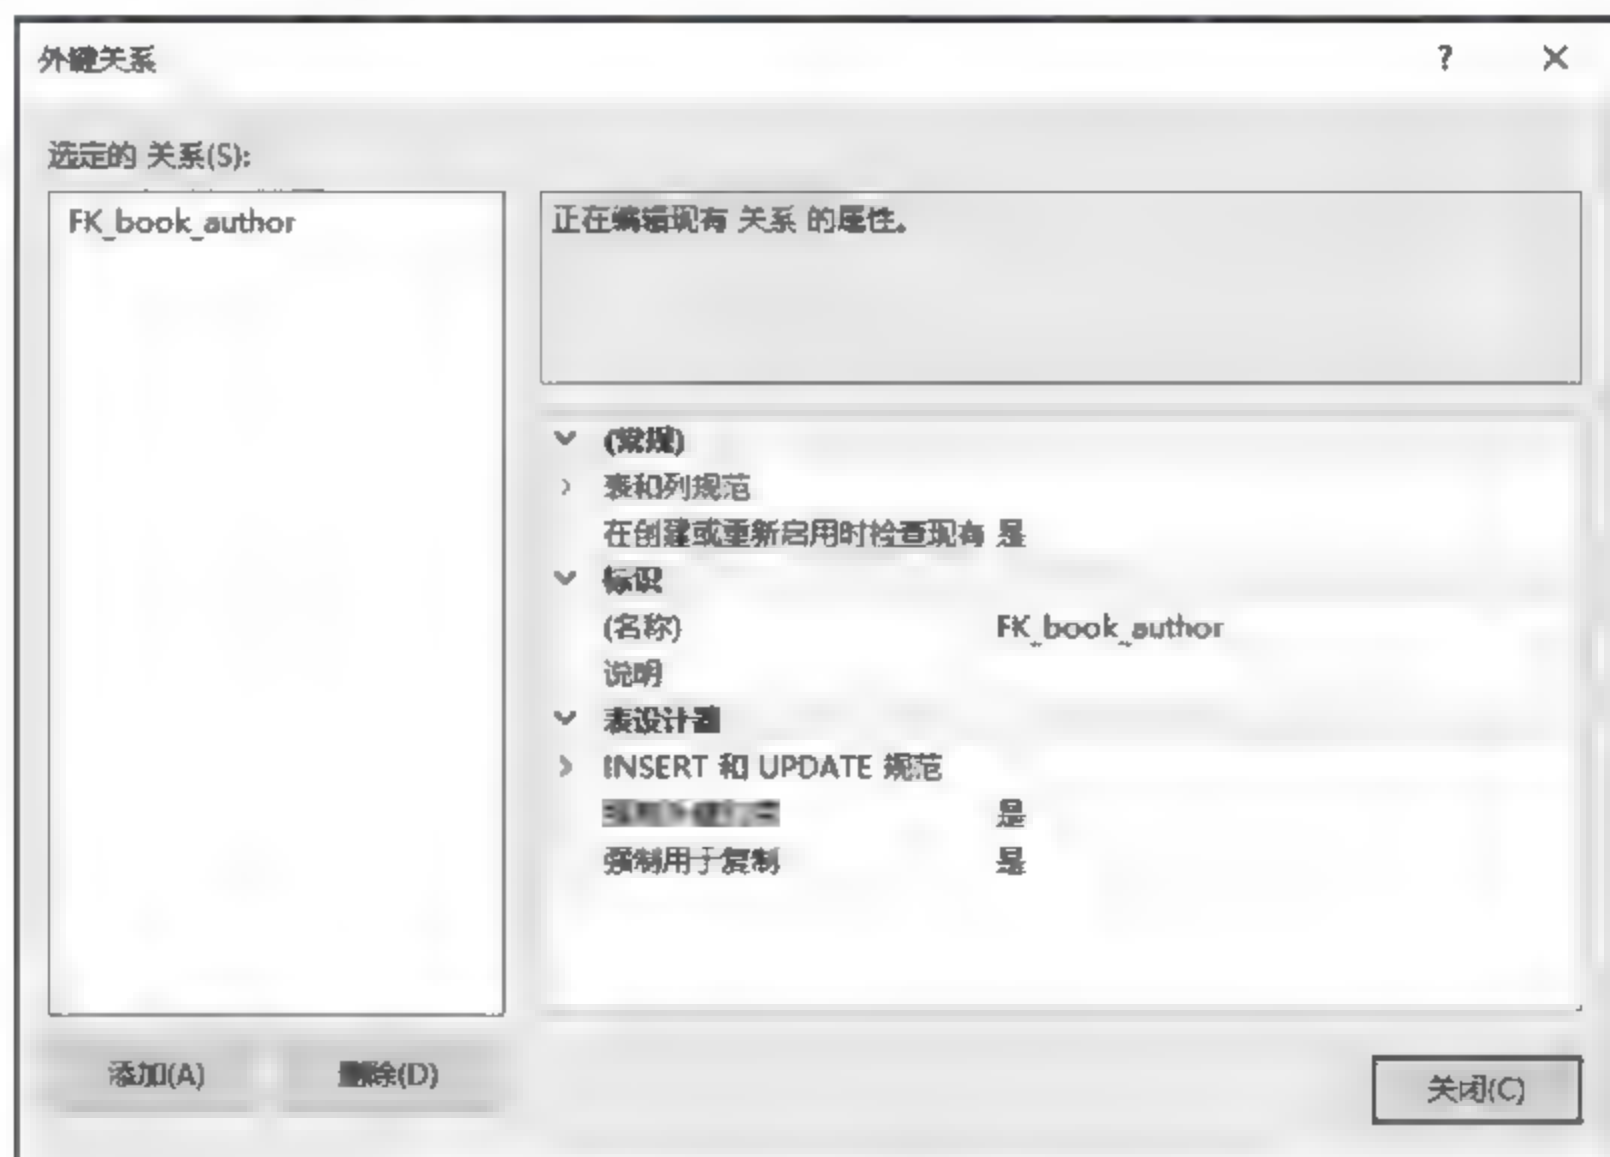 外键关系
? ×
选定的 关系(S):
FK_book_author
正在编辑现有 关系 的属性。
(常规)
表和列规范
在创建或重新启用时检查现有 是
标识
(名称) FK_book_author
说明
表设计器
INSERT 和 UPDATE 规范
是
强制用于复制 是
添加(A) 删除(D)
关闭(C)